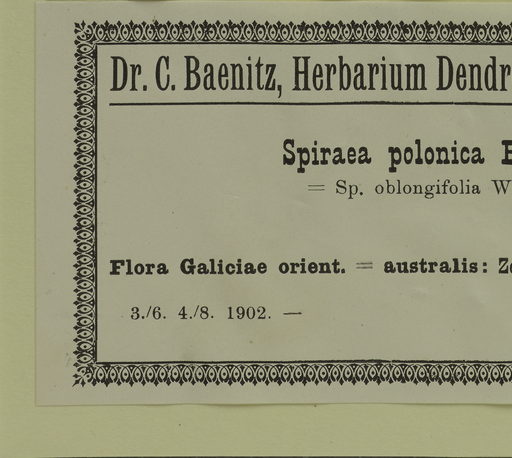 Dr. C. Baenitz, Herbarium Dendr
Spiraea polonica B
= Sp. oblongifolia W
Flora Galiciae orient. = australis: Z
3./6. 4./8. 1902. —